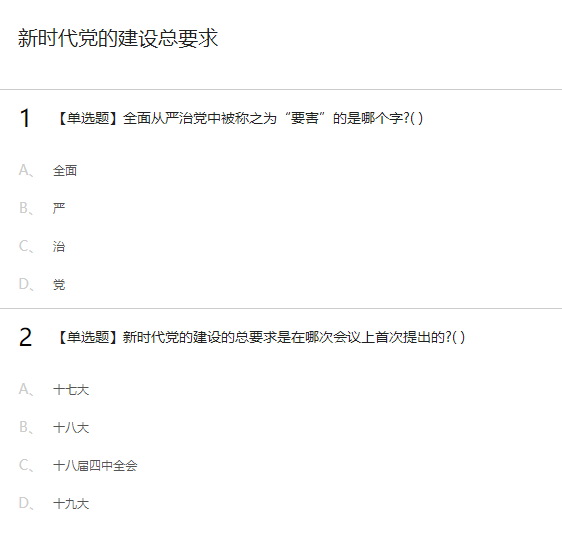 新时代党的建设总要求
1 【单选题】全面从严治党中被称之为“要害”的是哪个字?( )
A、 全面
B、 严
C、 治
D、 党
2 【单选题】新时代党的建设的总要求是在哪次会议上首次提出的?( )
A、 十七大
B、 十八大
C、 十八届四中全会
D、 十九大